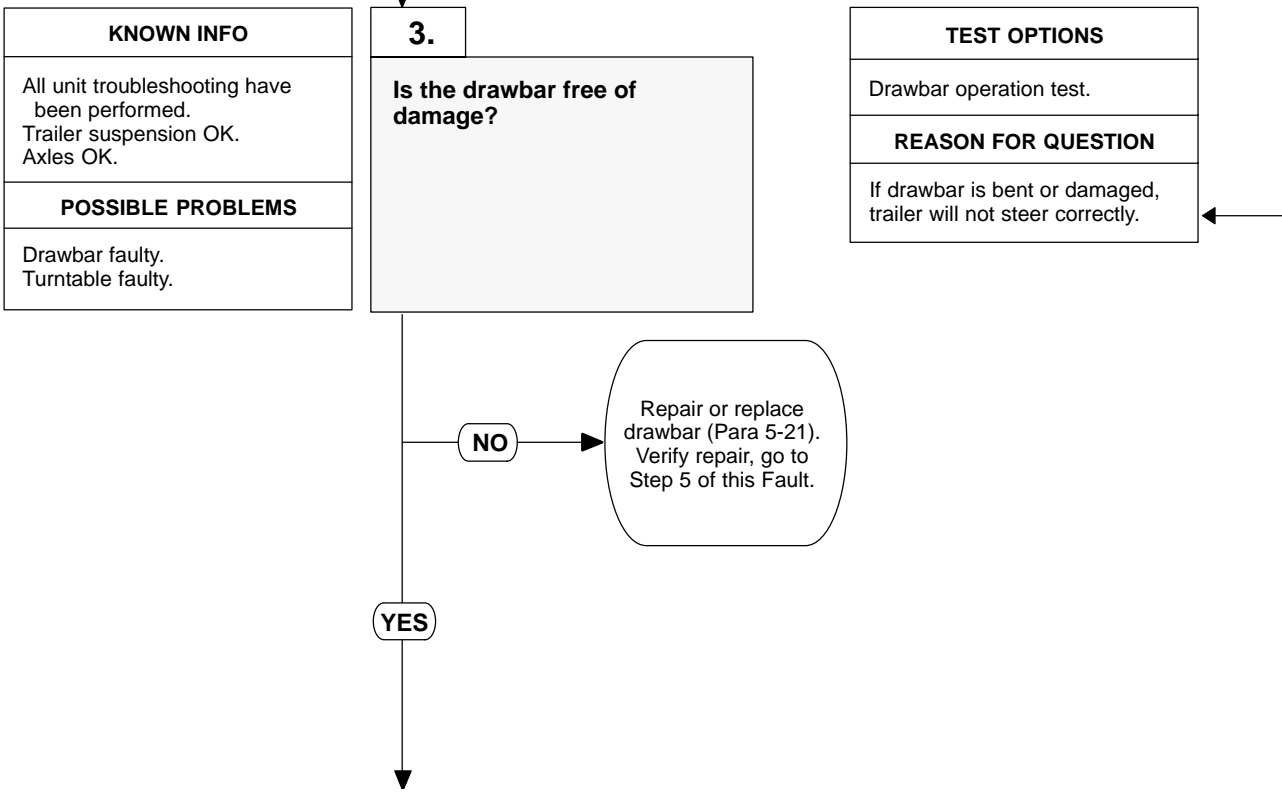 KNOWN INFO
All unit troubleshooting have
been performed.
Trailer suspension OK.
Axles OK.
POSSIBLE PROBLEMS
Drawbar faulty.
Turntable faulty.
3.
Is the drawbar free of
damage?
TEST OPTIONS
Drawbar operation test.
REASON FOR QUESTION
If drawbar is bent or damaged,
trailer will not steer correctly.
NO
Repair or replace
drawbar (Para 5-21).
Verify repair, go to
Step 5 of this Fault.
YES